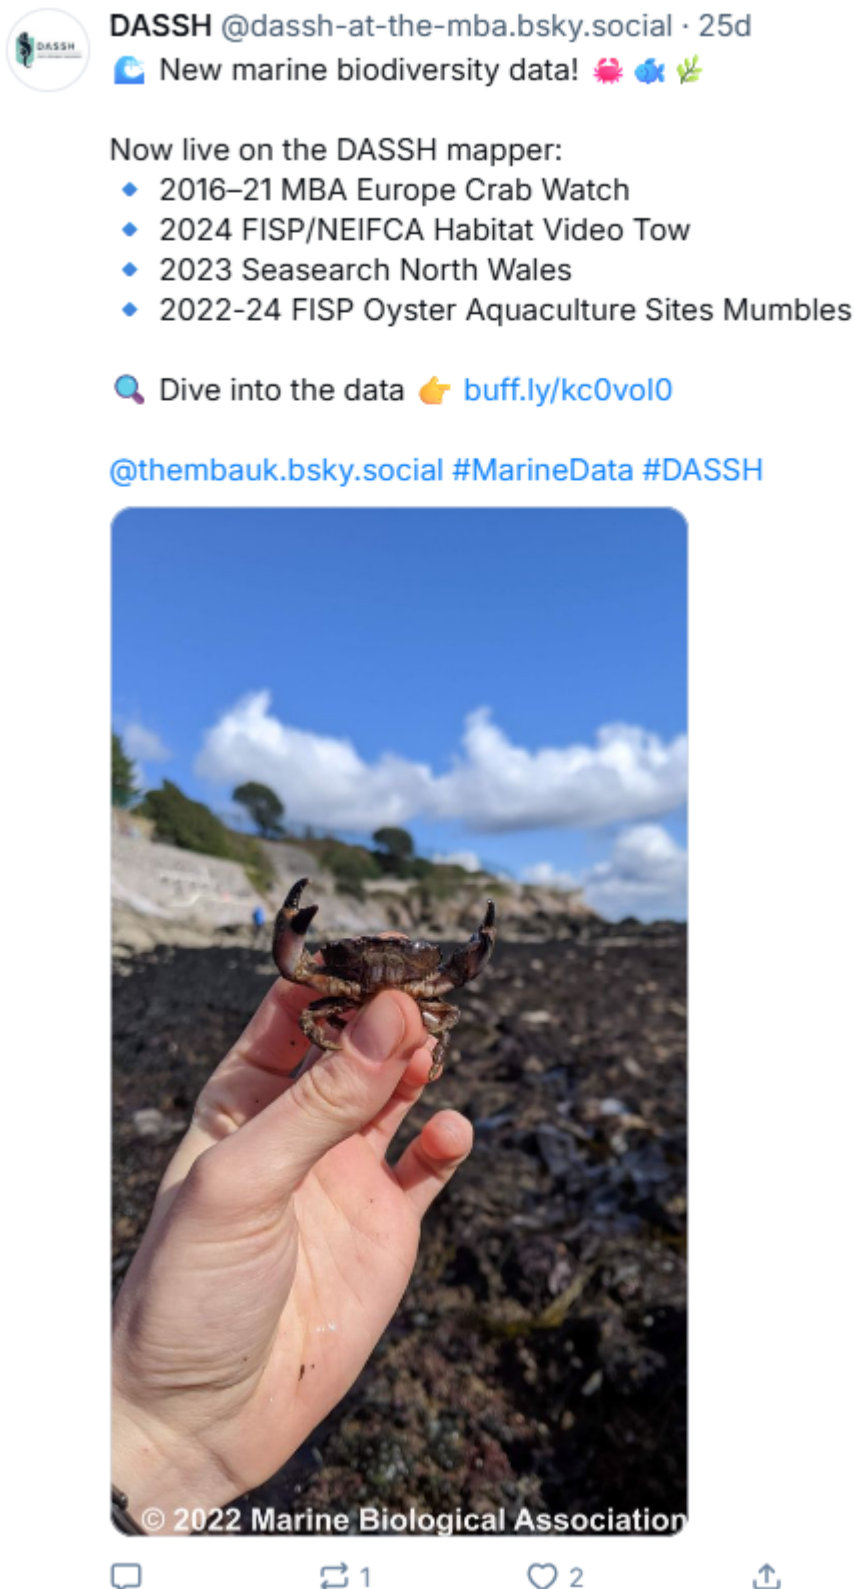 DASSH @dassh-at-the-mba.bsky.social · 25d
🌊 New marine biodiversity data! 🦀 🐟 🌿
Now live on the DASSH mapper:
🔹 2016–21 MBA Europe Crab Watch
🔹 2024 FISP/NEIFCA Habitat Video Tow
🔹 2023 Seasearch North Wales
🔹 2022-24 FISP Oyster Aquaculture Sites Mumbles
🔍 Dive into the data 👉 buff.ly/kc0vol0
@thembauk.bsky.social #MarineData #DASSH
© 2022 Marine Biological Association
1 2